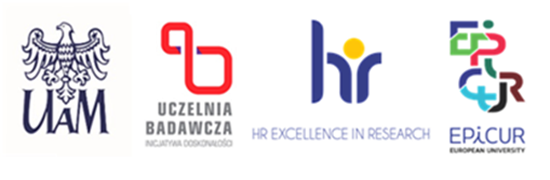 UAM
UCZELNIA
BADAWCZA
INICJATYWA DOSKONAŁOŚCI
hr
HR EXCELLENCE IN RESEARCH
EPICUR
EPiCUR
EUROPEAN UNIVERSITY